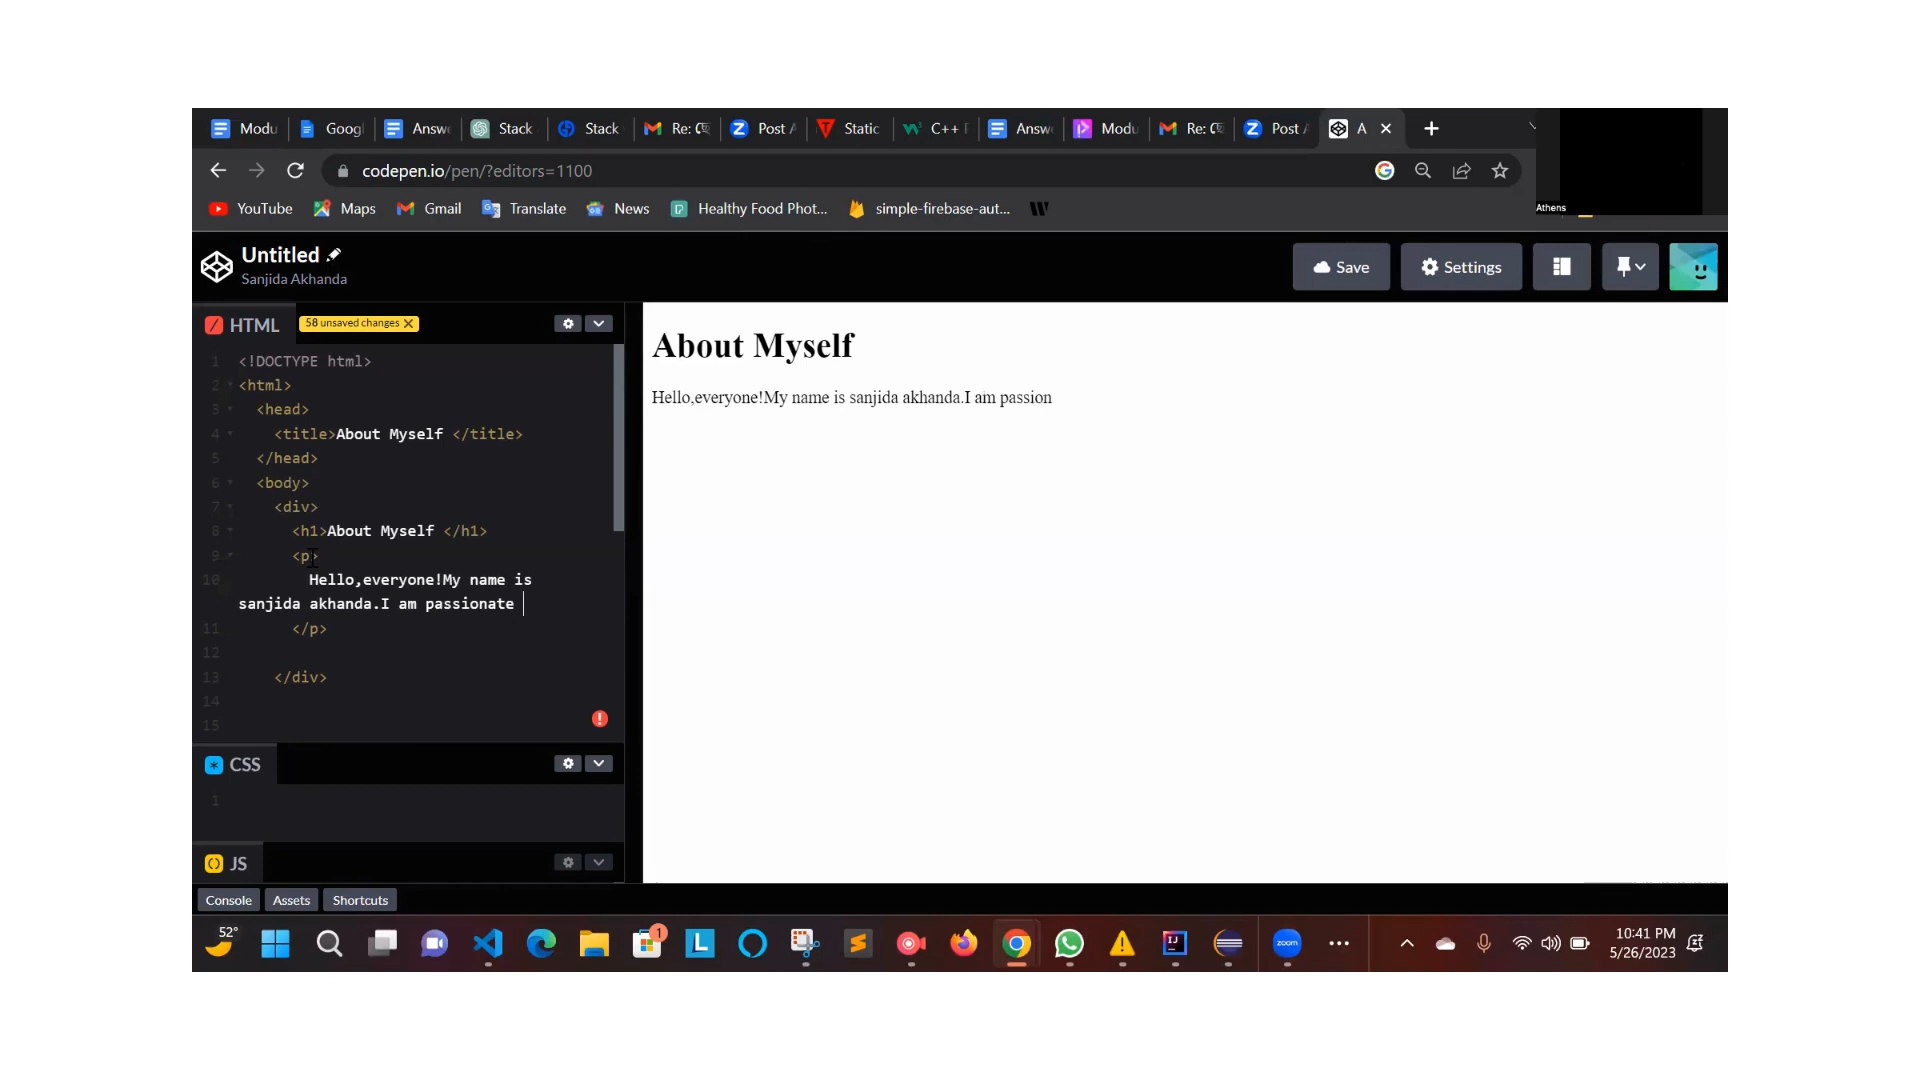 Modu Goog Answ Stack Stack Re: Post A Static C++ F Answ Modu Re: Post A A
codepen.io/pen/?editors=1100
YouTube Maps Gmail Translate News Healthy Food Phot... simple-firebase-aut...
Athens
Untitled
Sanjida Akhanda
Save Settings
HTML 58 unsaved changes
1 <!DOCTYPE html>
2 <html>
3 <head>
4 <title>About Myself </title>
5 </head>
6 <body>
7 <div>
8 <h1>About Myself </h1>
9 <p>
10 Hello,everyone!My name is
sanjida akhanda.I am passionate
11 </p>
12
13 </div>
14
15
About Myself
Hello,everyone!My name is sanjida akhanda.I am passion
CSS
1
JS
Console Assets Shortcuts
52°
1
L
IJ
zoom
10:41 PM
5/26/2023